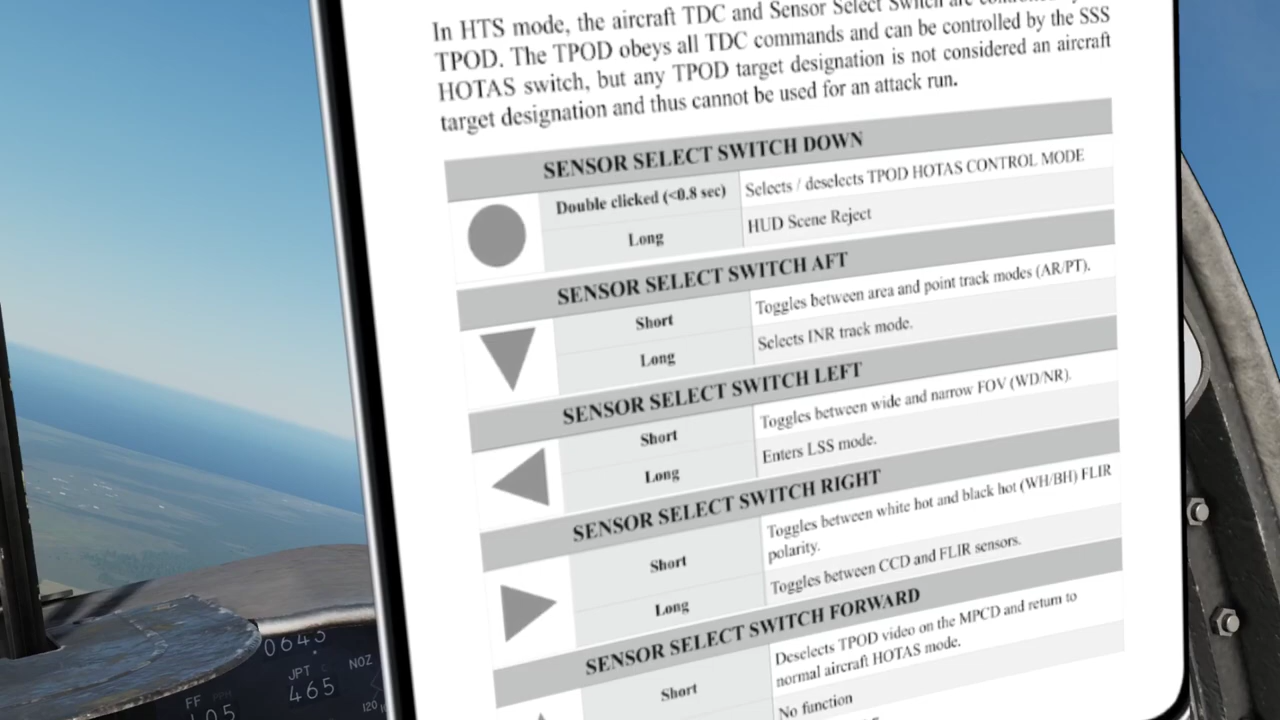 In HTS mode, the aircraft TDC and Sensor Select Switch are
TPOD. The TPOD obeys all TDC commands and can be controlled by the SSS
HOTAS switch, but any TPOD target designation is not considered an aircraft
target designation and thus cannot be used for an attack run.
SENSOR SELECT SWITCH DOWN
Double clicked (<0.8 sec) Selects / deselects TPOD HOTAS CONTROL MODE
Long HUD Scene Reject
SENSOR SELECT SWITCH AFT
Short Toggles between area and point track modes (AR/PT).
Long Selects INR track mode.
SENSOR SELECT SWITCH LEFT
Short Toggles between wide and narrow FOV (WD/NR).
Long Enters LSS mode.
SENSOR SELECT SWITCH RIGHT
Short Toggles between white hot and black hot (WH/BH) FLIR
polarity.
Long Toggles between CCD and FLIR sensors.
SENSOR SELECT SWITCH FORWARD
Short Deselects TPOD video on the MPCD and return to
normal aircraft HOTAS mode.
No function
0645
JPT
465
NOZ
FF
120